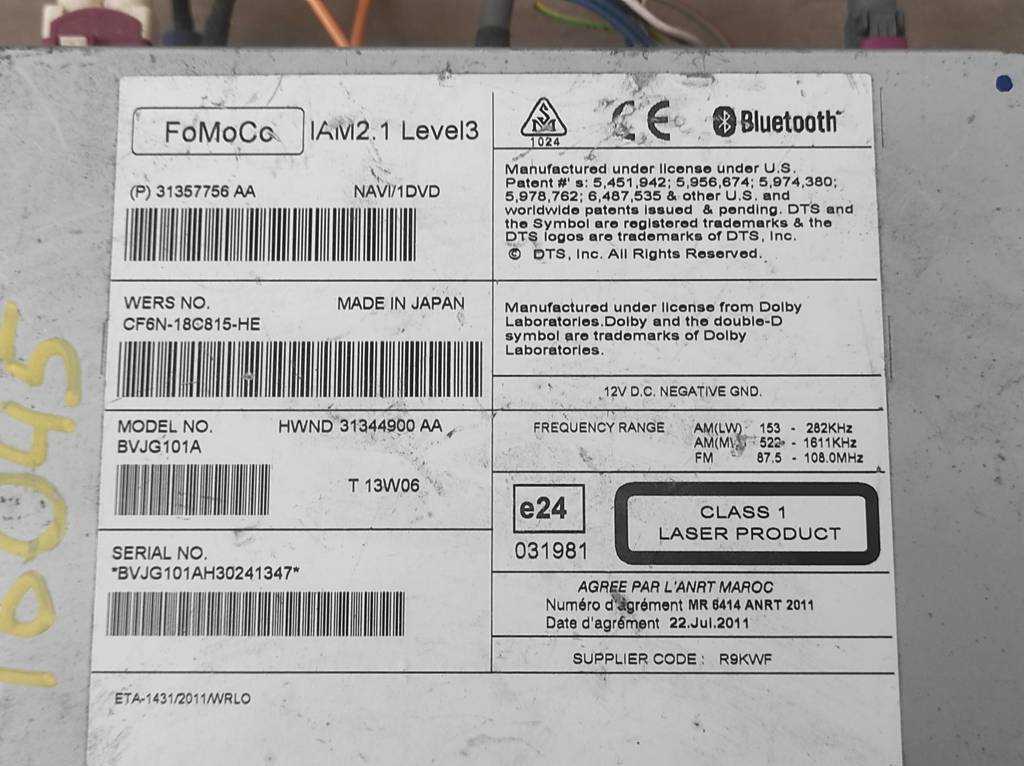 FoMoCo IAM2.1 Level3
(P) 31357756 AA NAVI/1DVD
WERS NO. MADE IN JAPAN
CF6N-18C815-HE
MODEL NO. HWND 31344900 AA
BVJG101A
T 13W06
SERIAL NO.
*BVJG101AH30241347*
ETA-1431/2011/WRLO
1024
CE
Bluetooth
Manufactured under license under U.S.
Patent #' s: 5,451,942; 5,956,674; 5,974,380;
5,978,762; 6,487,535 & other U.S. and
worldwide patents issued & pending. DTS and
the Symbol are registered trademarks & the
DTS logos are trademarks of DTS, Inc.
© DTS, Inc. All Rights Reserved.
Manufactured under license from Dolby
Laboratories.Dolby and the double-D
symbol are trademarks of Dolby
Laboratories.
12V D.C. NEGATIVE GND.
FREQUENCY RANGE AM(LW) 153 - 282KHz
AM(MW) 522 - 1611KHz
FM 87.5 - 108.0MHz
e24
031981
CLASS 1
LASER PRODUCT
AGREE PAR L'ANRT MAROC
Numéro d'agrément MR 6414 ANRT 2011
Date d'agrément 22.Jul.2011
SUPPLIER CODE : R9KWF